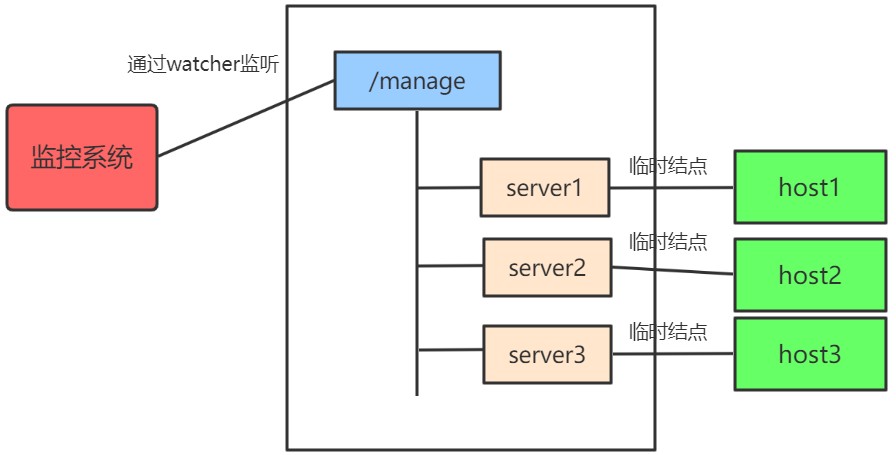 通过watcher监听
/manage
监控系统
server1
临时结点
host1
server2
临时结点
host2
server3
临时结点
host3